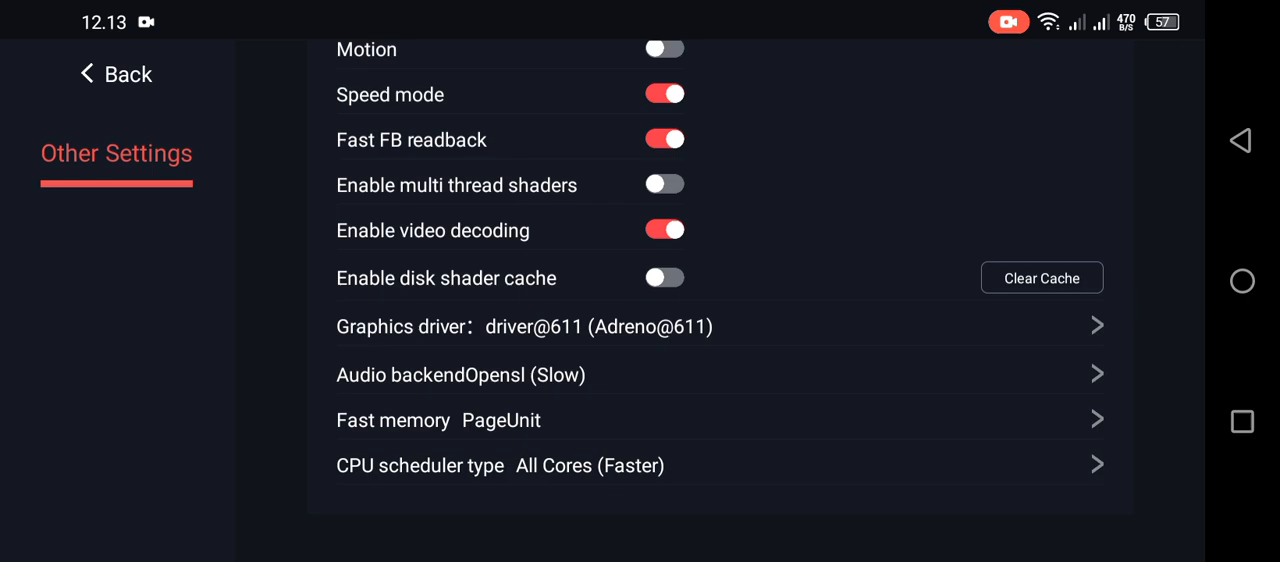 12.13
470
B/S
57
Back
Other Settings
Motion
Speed mode
Fast FB readback
Enable multi thread shaders
Enable video decoding
Enable disk shader cache
Clear Cache
Graphics driver： driver@611 (Adreno@611)
Audio backendOpensl (Slow)
Fast memory PageUnit
CPU scheduler type All Cores (Faster)